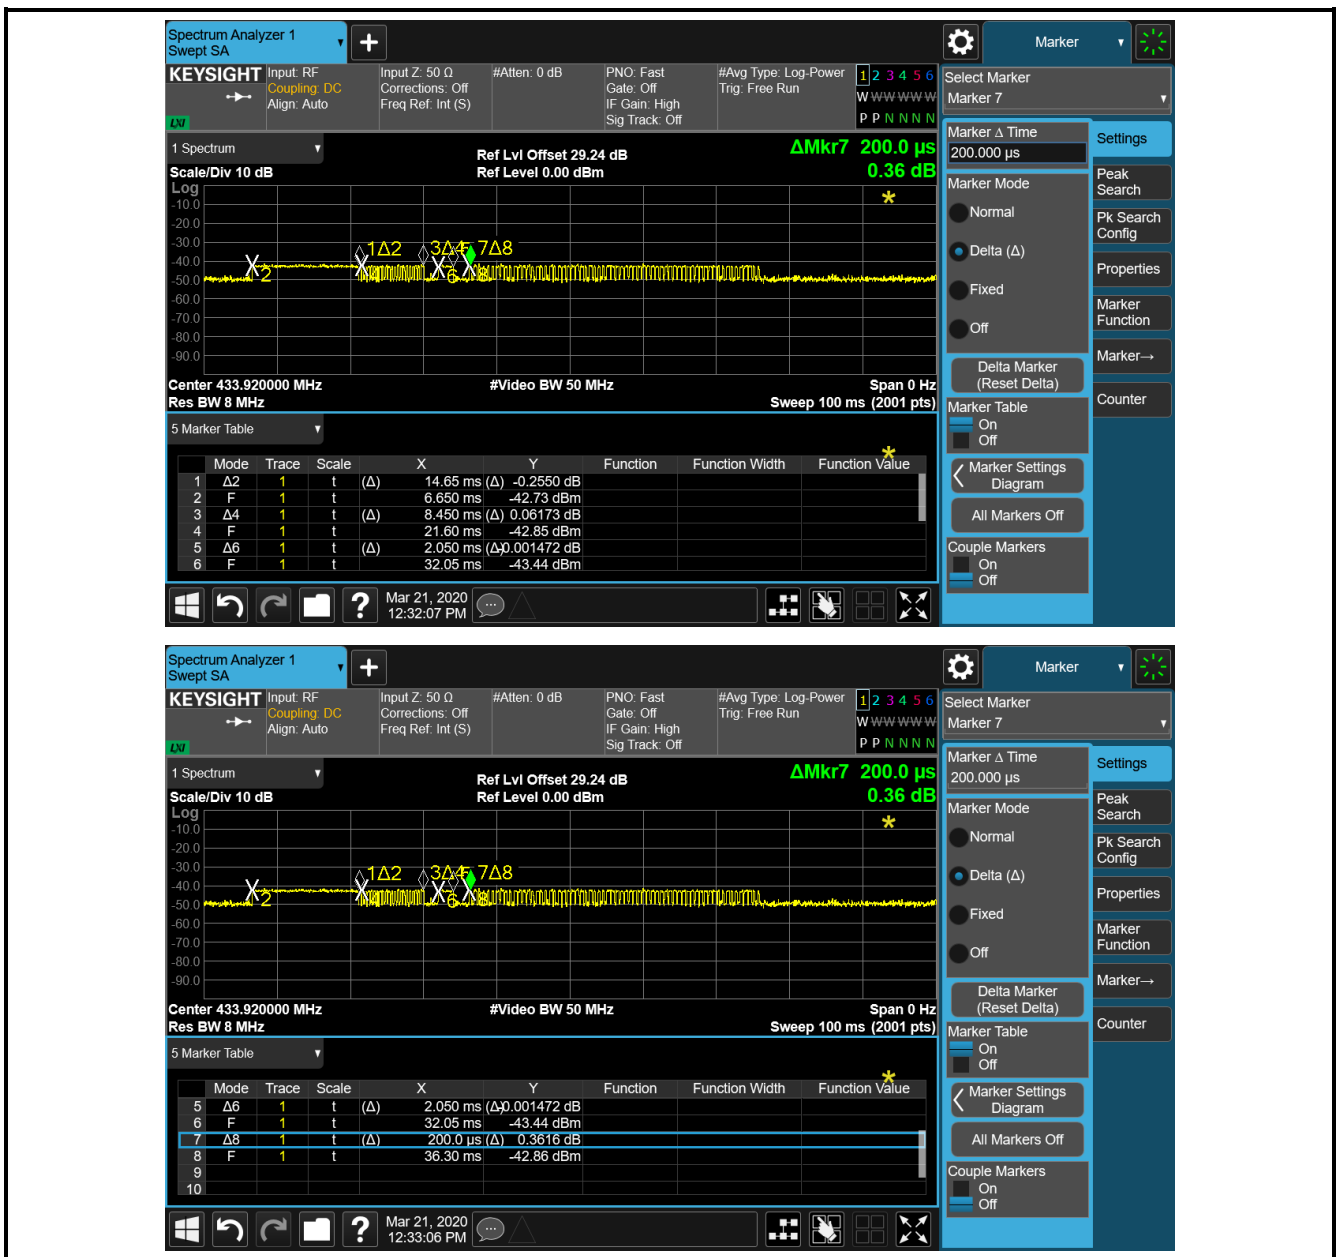 Spectrum Analyzer 1
Swept SA
+
Marker
KEYSIGHT
Input: RF
Coupling: DC
Align: Auto
Input Z: 50 Ω
Corrections: Off
Freq Ref: Int (S)
#Atten: 0 dB
PNO: Fast
Gate: Off
IF Gain: High
Sig Track: Off
#Avg Type: Log-Power
Trig: Free Run
1 2 3 4 5 6
W W W W W W
P P N N N N
LXI
Select Marker
Marker 7
1 Spectrum
Ref Lvl Offset 29.24 dB
ΔMkr7 200.0 µs
Scale/Div 10 dB
Ref Level 0.00 dBm
0.36 dB
Log
-10.0
-20.0
-30.0
-40.0
-50.0
-60.0
-70.0
-80.0
-90.0
1Δ2
3Δ4
7Δ8
2
6
8
Center 433.920000 MHz
#Video BW 50 MHz
Span 0 Hz
Res BW 8 MHz
Sweep 100 ms (2001 pts)
Marker Δ Time
200.000 µs
Marker Mode
Normal
Delta (Δ)
Fixed
Off
Delta Marker
(Reset Delta)
Marker Table
On
Off
Marker Settings
Diagram
All Markers Off
Couple Markers
On
Off
Settings
Peak
Search
Pk Search
Config
Properties
Marker
Function
Marker→
Counter
5 Marker Table
Mode Trace Scale X Y Function Function Width Function Value
1 Δ2 1 t (Δ) 14.65 ms (Δ) -0.2550 dB
2 F 1 t 6.650 ms -42.73 dBm
3 Δ4 1 t (Δ) 8.450 ms (Δ) 0.06173 dB
4 F 1 t 21.60 ms -42.85 dBm
5 Δ6 1 t (Δ) 2.050 ms (Δ) -0.001472 dB
6 F 1 t 32.05 ms -43.44 dBm
?
Mar 21, 2020
12:32:07 PM
Spectrum Analyzer 1
Swept SA
+
Marker
KEYSIGHT
Input: RF
Coupling: DC
Align: Auto
Input Z: 50 Ω
Corrections: Off
Freq Ref: Int (S)
#Atten: 0 dB
PNO: Fast
Gate: Off
IF Gain: High
Sig Track: Off
#Avg Type: Log-Power
Trig: Free Run
1 2 3 4 5 6
W W W W W W
P P N N N N
LXI
Select Marker
Marker 7
1 Spectrum
Ref Lvl Offset 29.24 dB
ΔMkr7 200.0 µs
Scale/Div 10 dB
Ref Level 0.00 dBm
0.36 dB
Log
-10.0
-20.0
-30.0
-40.0
-50.0
-60.0
-70.0
-80.0
-90.0
1Δ2
3Δ4
7Δ8
2
6
8
Center 433.920000 MHz
#Video BW 50 MHz
Span 0 Hz
Res BW 8 MHz
Sweep 100 ms (2001 pts)
Marker Δ Time
200.000 µs
Marker Mode
Normal
Delta (Δ)
Fixed
Off
Delta Marker
(Reset Delta)
Marker Table
On
Off
Marker Settings
Diagram
All Markers Off
Couple Markers
On
Off
Settings
Peak
Search
Pk Search
Config
Properties
Marker
Function
Marker→
Counter
5 Marker Table
Mode Trace Scale X Y Function Function Width Function Value
5 Δ6 1 t (Δ) 2.050 ms (Δ) -0.001472 dB
6 F 1 t 32.05 ms -43.44 dBm
7 Δ8 1 t (Δ) 200.0 µs (Δ) 0.3616 dB
8 F 1 t 36.30 ms -42.86 dBm
9
10
?
Mar 21, 2020
12:33:06 PM